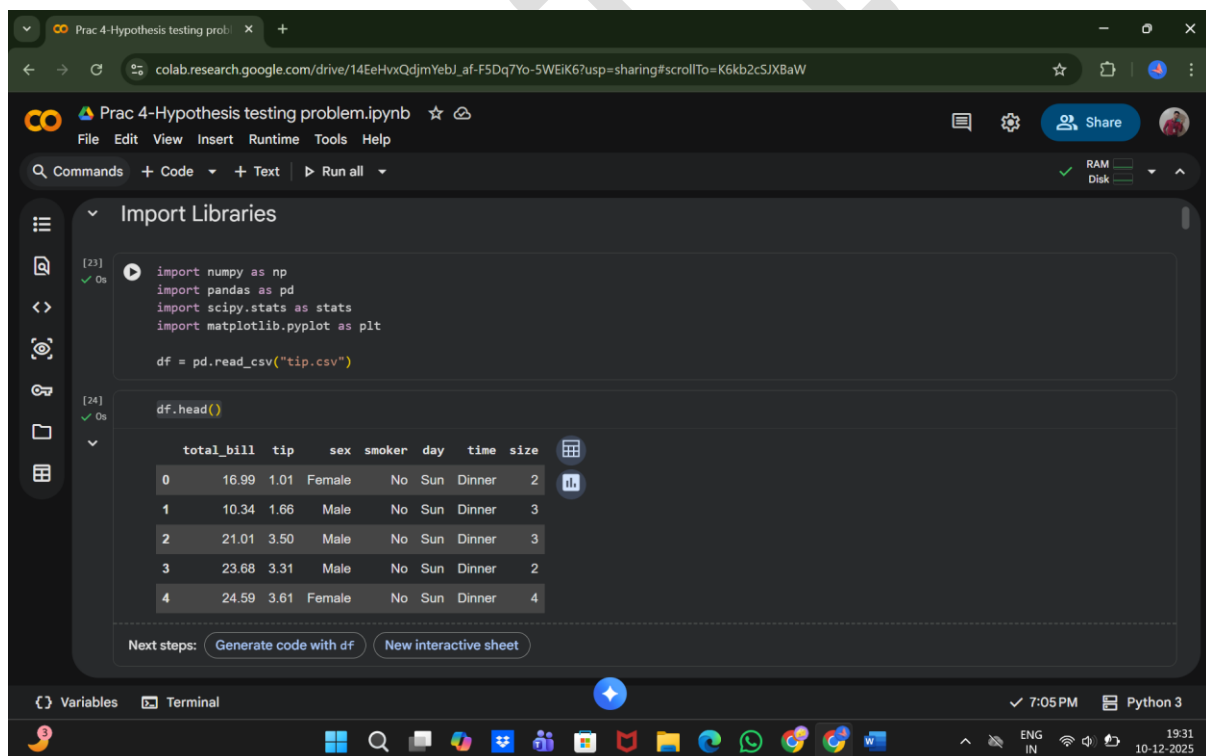 Prac 4-Hypothesis testing prob
colab.research.google.com/drive/14EeHvxQdjmYebJ_af-F5Dq7Yo-5WEiK6?usp=sharing#scrollTo=K6kb2cSJXBaW
CO Prac 4-Hypothesis testing problem.ipynb
Share
File Edit View Insert Runtime Tools Help
Commands + Code + Text Run all
RAM
Disk
Import Libraries
[23]
0s
import numpy as np
import pandas as pd
import scipy.stats as stats
import matplotlib.pyplot as plt
df = pd.read_csv("tip.csv")
[24]
0s
df.head()
total_bill tip sex smoker day time size
0 16.99 1.01 Female No Sun Dinner 2
1 10.34 1.66 Male No Sun Dinner 3
2 21.01 3.50 Male No Sun Dinner 3
3 23.68 3.31 Male No Sun Dinner 2
4 24.59 3.61 Female No Sun Dinner 4
Next steps: Generate code with df New interactive sheet
{} Variables Terminal 7:05 PM Python 3
3
ENG
IN
19:31
10-12-2025